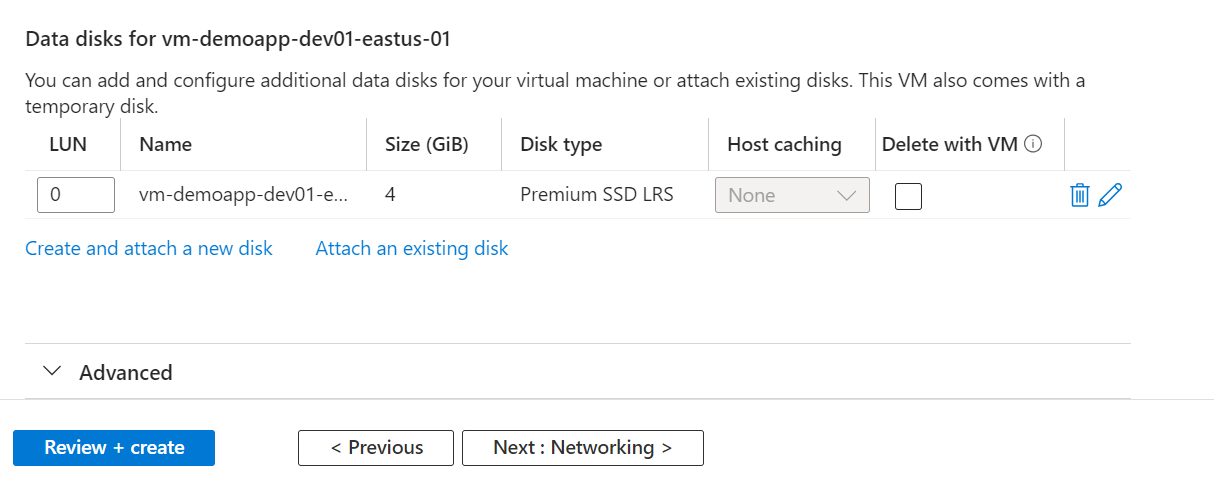 Data disks for vm-demoapp-dev01-eastus-01
You can add and configure additional data disks for your virtual machine or attach existing disks. This VM also comes with a
temporary disk.
LUN Name Size (GiB) Disk type Host caching Delete with VM
0 vm-demoapp-dev01-e... 4 Premium SSD LRS None
Create and attach a new disk Attach an existing disk
Advanced
Review + create < Previous Next : Networking >